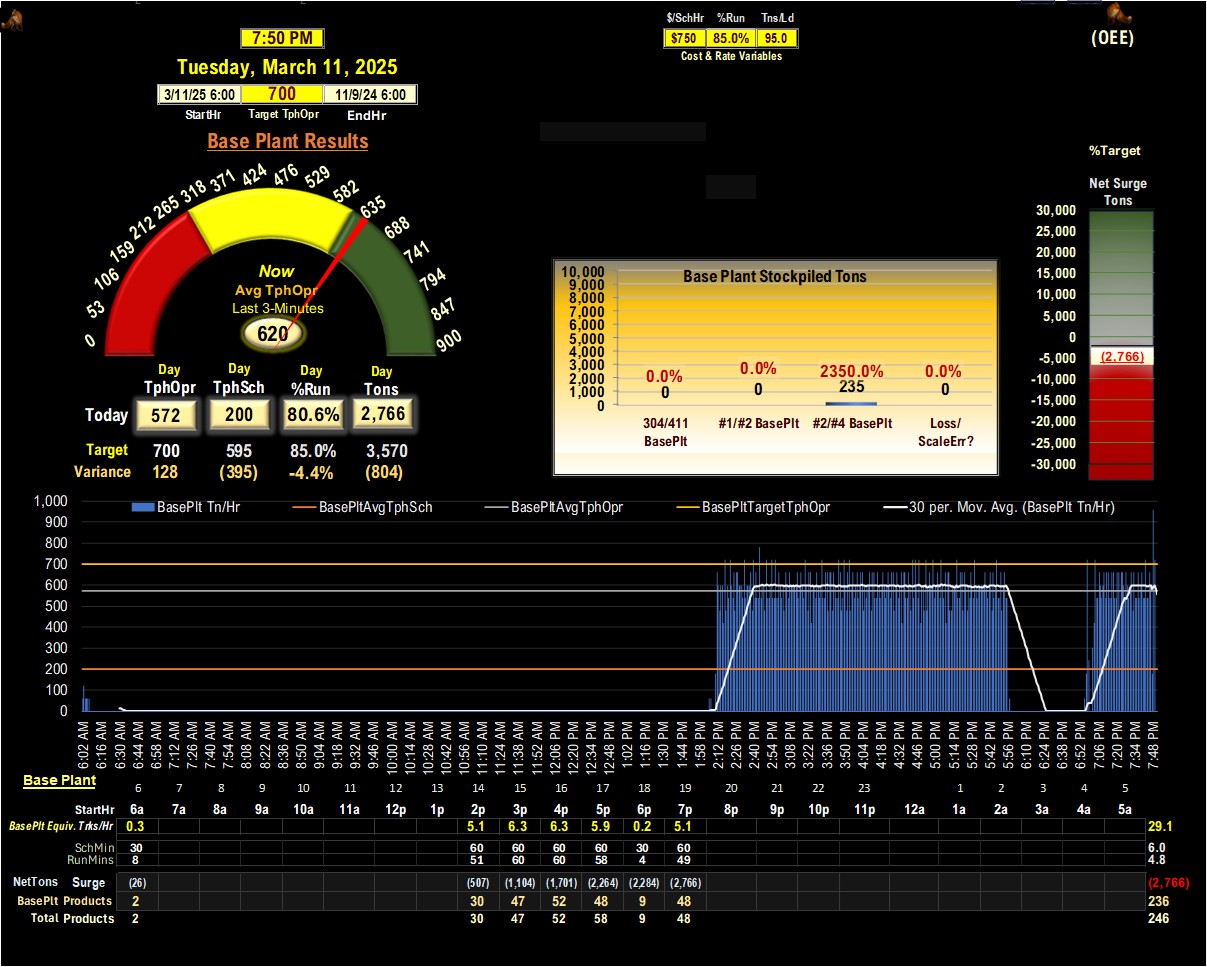 $/SchHr %Run Tns/Ld
7:50 PM
$750 85.0% 95.0
(OEE)
Cost & Rate Variables
Tuesday, March 11, 2025
3/11/25 6:00 700 11/9/24 6:00
StartHr Target TphOpr EndHr
Base Plant Results
%Target
Net Surge
Tons
30,000
25,000
20,000
15,000
10,000
5,000
0
-5,000
-10,000
-15,000
-20,000
-25,000
-30,000
(2,766)
0 53 106 159 212 265 318 371 424 476 529 582 635 688 741 794 847 900
Now
Avg TphOpr
Last 3-Minutes
620
Day Day Day Day
TphOpr TphSch %Run Tons
Today 572 200 80.6% 2,766
Target 700 595 85.0% 3,570
Variance 128 (395) -4.4% (804)
Base Plant Stockpiled Tons
10,000
9,000
8,000
7,000
6,000
5,000
4,000
3,000
2,000
1,000
0
0.0% 0.0% 2350.0% 0.0%
0 0 235 0
304/411 BasePlt
#1/#2 BasePlt
#2/#4 BasePlt
Loss/ ScaleErr?
BasePlt Tn/Hr BasePltAvgTphSch BasePltAvgTphOpr BasePltTargetTphOpr 30 per. Mov. Avg. (BasePlt Tn/Hr)
1,000
900
800
700
600
500
400
300
200
100
0
6:02 AM 6:16 AM 6:30 AM 6:44 AM 6:58 AM 7:12 AM 7:26 AM 7:40 AM 7:54 AM 8:08 AM 8:22 AM 8:36 AM 8:50 AM 9:04 AM 9:18 AM 9:32 AM 9:46 AM 10:00 AM 10:14 AM 10:28 AM 10:42 AM 10:56 AM 11:10 AM 11:24 AM 11:38 AM 11:52 AM 12:06 PM 12:20 PM 12:34 PM 12:48 PM 1:02 PM 1:16 PM 1:30 PM 1:44 PM 1:58 PM 2:12 PM 2:26 PM 2:40 PM 2:54 PM 3:08 PM 3:22 PM 3:36 PM 3:50 PM 4:04 PM 4:18 PM 4:32 PM 4:46 PM 5:00 PM 5:14 PM 5:28 PM 5:42 PM 5:56 PM 6:10 PM 6:24 PM 6:38 PM 6:52 PM 7:06 PM 7:20 PM 7:34 PM 7:48 PM
Base Plant
6 7 8 9 10 11 12 13 14 15 16 17 18 19 20 21 22 23 1 2 3 4 5
StartHr 6a 7a 8a 9a 10a 11a 12p 1p 2p 3p 4p 5p 6p 7p 8p 9p 10p 11p 12a 1a 2a 3a 4a 5a
BasePlt Equiv. Trks/Hr 0.3 5.1 6.3 6.3 5.9 0.2 5.1 29.1
SchMin 30 60 60 60 60 30 60 6.0
RunMins 8 51 60 60 58 4 49 4.8
NetTons Surge (26) (507) (1,104) (1,701) (2,264) (2,284) (2,766) (2,766)
BasePlt Products 2 30 47 52 48 9 48 236
Total Products 2 30 47 52 58 9 48 246